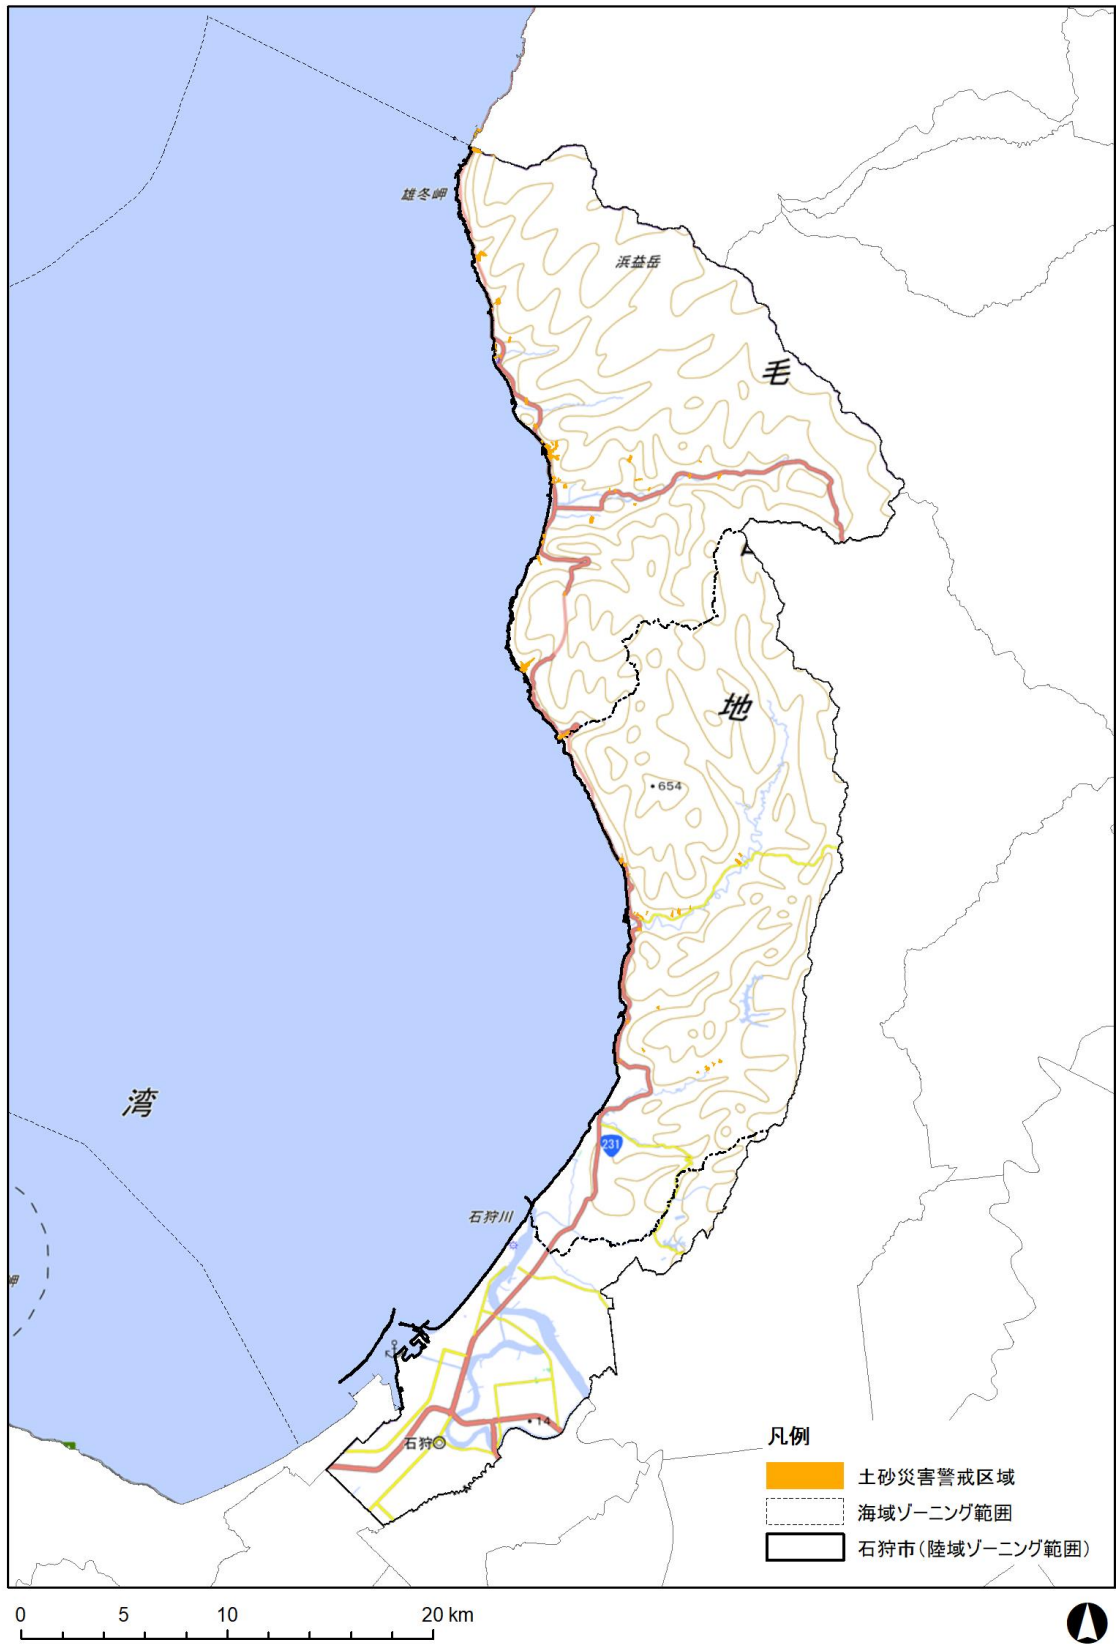 雄冬岬
浜益岳
毛
地
・654
湾
231
石狩川
岬
・14
石狩◎
凡例
土砂災害警戒区域
海域ゾーニング範囲
石狩市(陸域ゾーニング範囲)
0 5 10 20 km